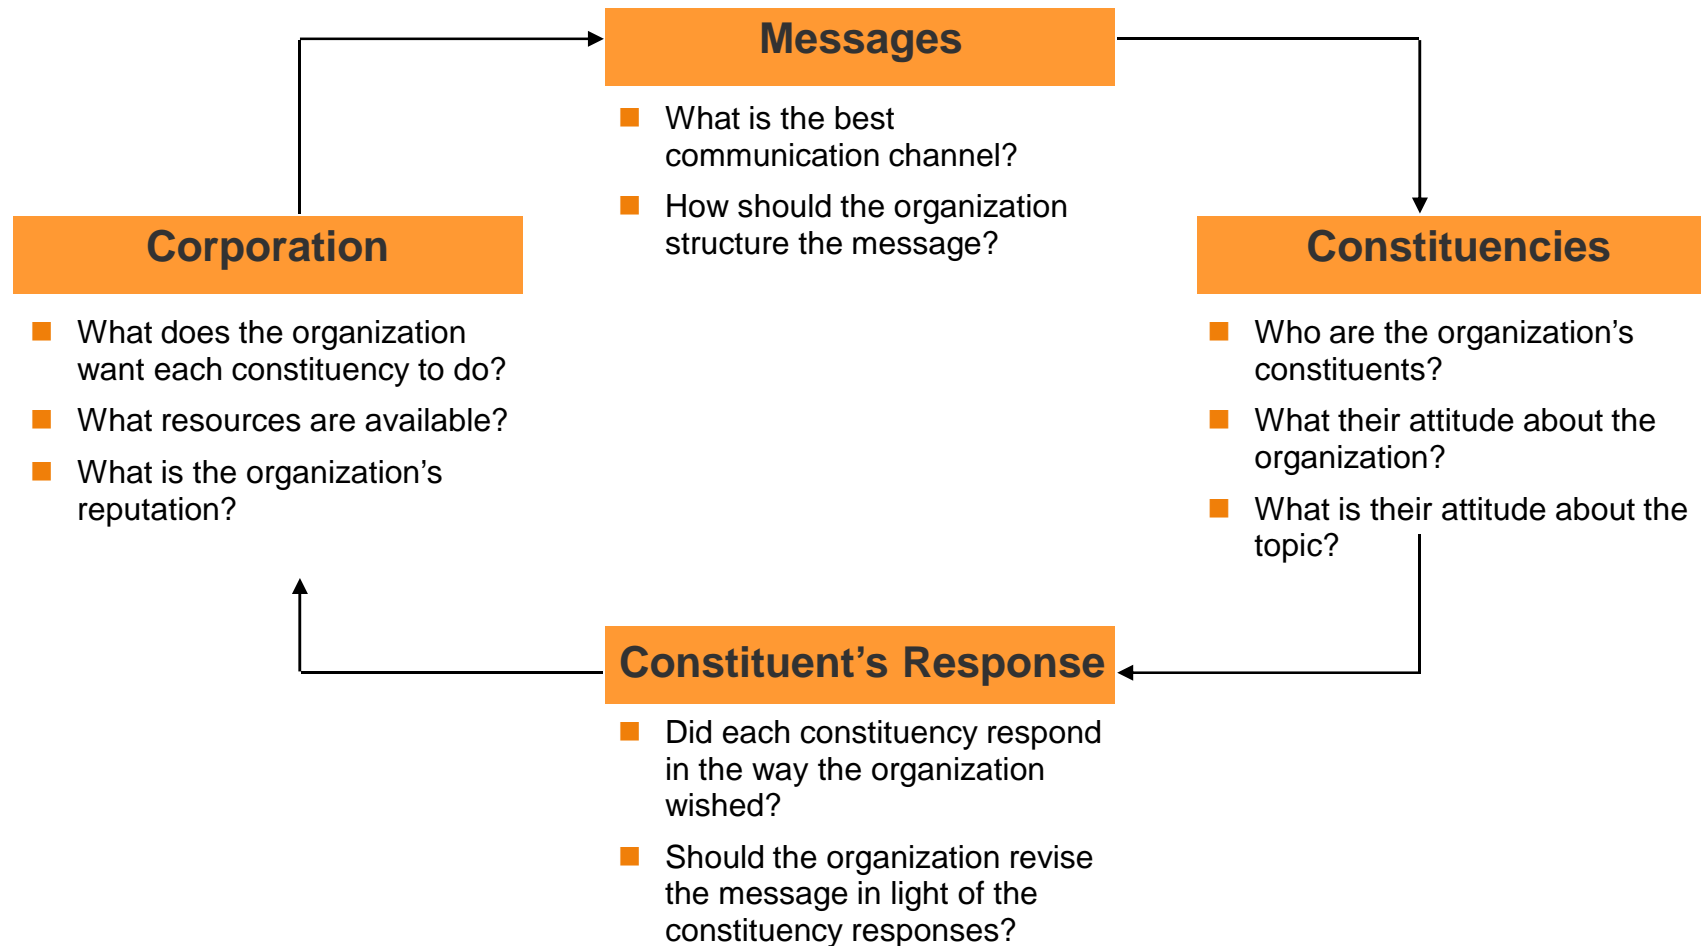 Messages
What is the best
communication channel?
How should the organization
structure the message?
Corporation
What does the organization
want each constituency to do?
What resources are available?
What is the organization’s
reputation?
Constituencies
Who are the organization’s
constituents?
What their attitude about the
organization?
What is their attitude about the
topic?
Constituent’s Response
Did each constituency respond
in the way the organization
wished?
Should the organization revise
the message in light of the
constituency responses?